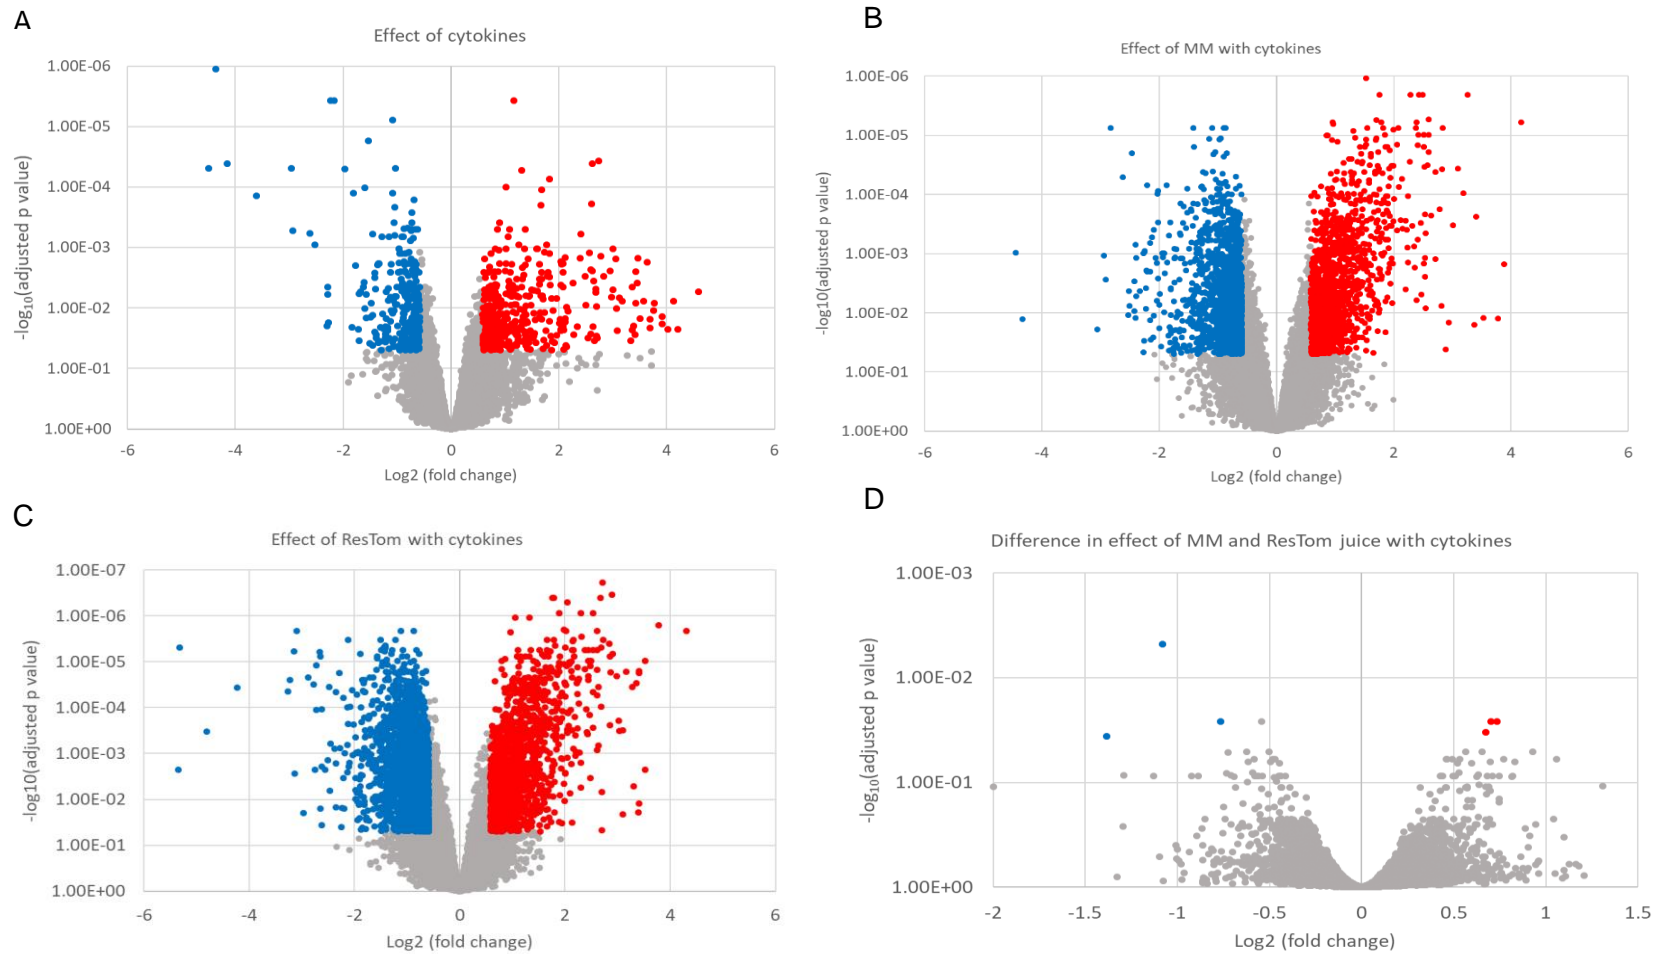 A
Effect of cytokines
1.00E-06
1.00E-05
1.00E-04
1.00E-03
1.00E-02
1.00E-01
1.00E+00
-log10(adjusted p value)
-6 -4 -2 0 2 4 6
Log2 (fold change)
B
Effect of MM with cytokines
1.00E-06
1.00E-05
1.00E-04
1.00E-03
1.00E-02
1.00E-01
1.00E+00
-log10(adjusted p value)
-6 -4 -2 0 2 4 6
Log2 (fold change)
C
Effect of ResTom with cytokines
1.00E-07
1.00E-06
1.00E-05
1.00E-04
1.00E-03
1.00E-02
1.00E-01
1.00E+00
-log10(adjusted p value)
-6 -4 -2 0 2 4 6
Log2 (fold change)
D
Difference in effect of MM and ResTom juice with cytokines
1.00E-03
1.00E-02
1.00E-01
1.00E+00
-log10(adjusted p value)
-2 -1.5 -1 -0.5 0 0.5 1 1.5
Log2 (fold change)